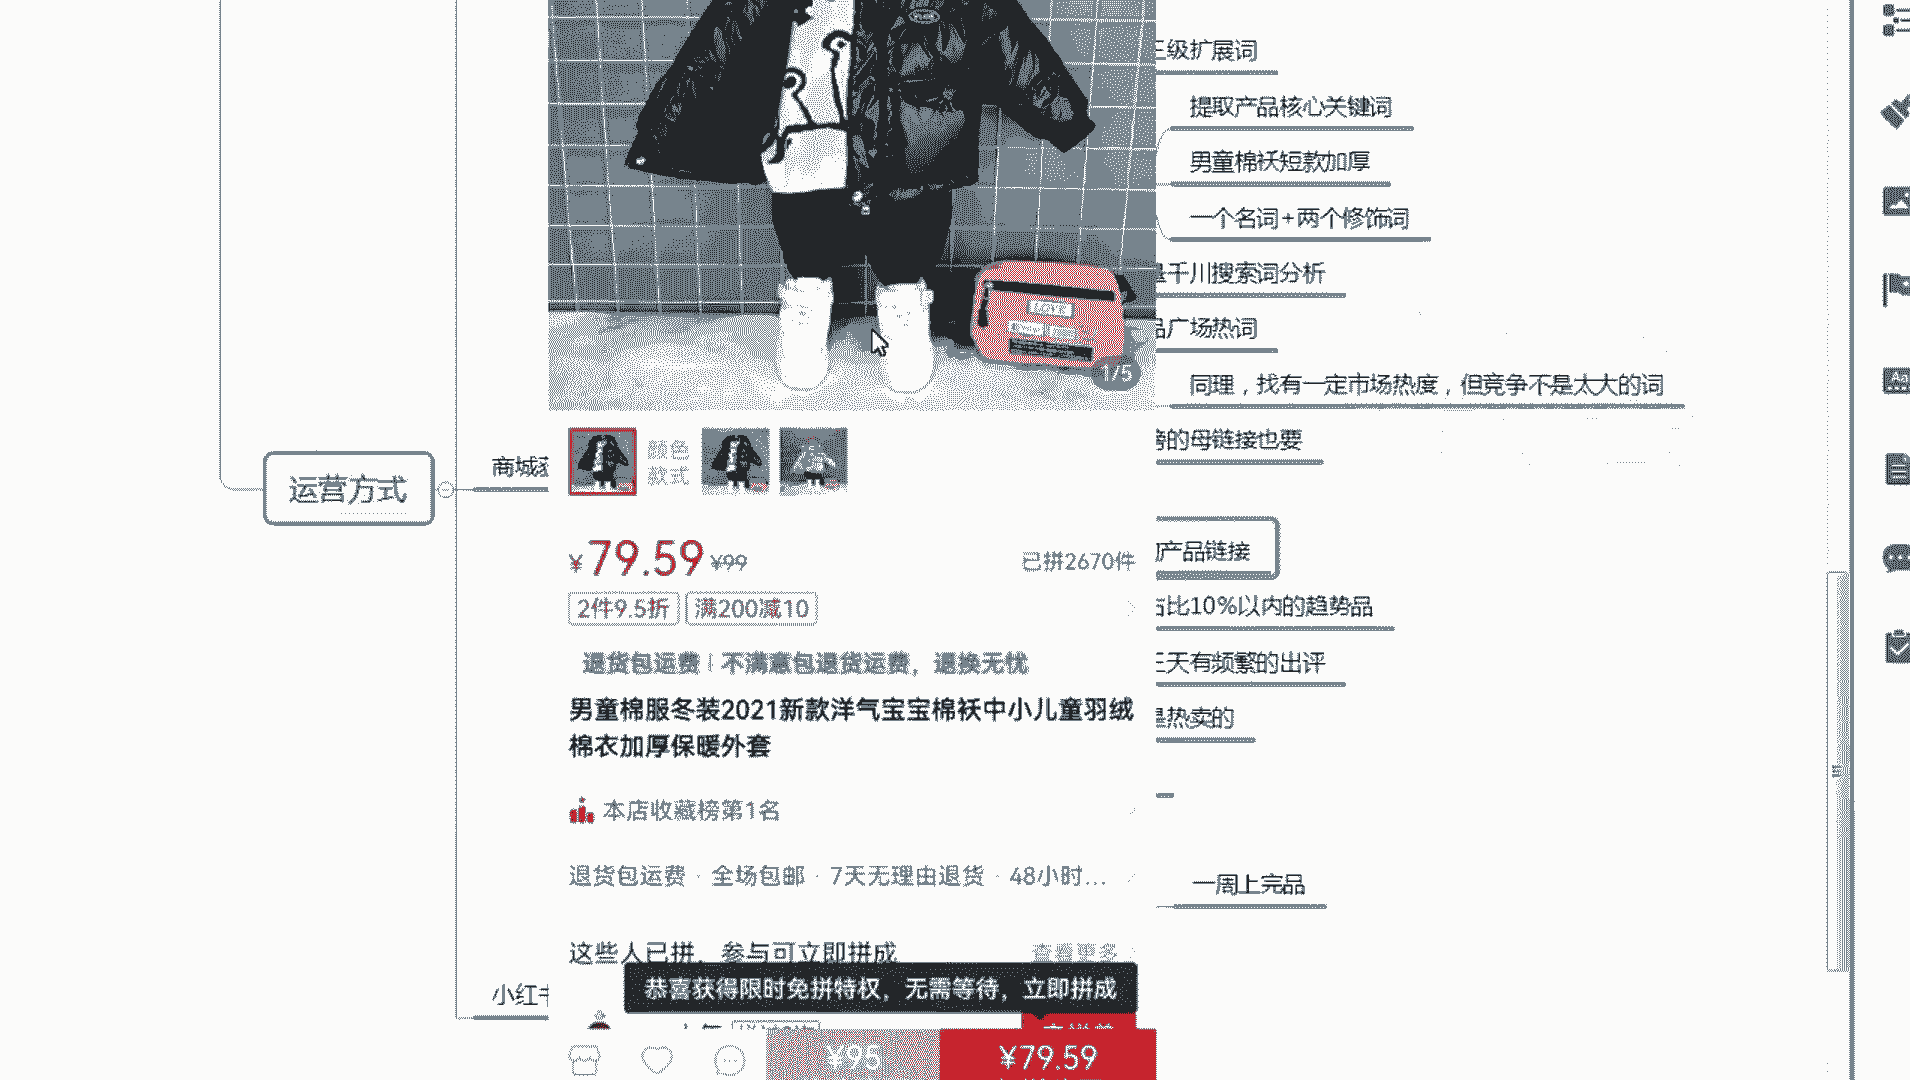 运营方式
商城
小红
LOVE
1/5
颜色
款式
¥79.59 ¥99
已拼2670件
2件9.5折
满200减10
退货包运费 | 不满意包退货运费，退换无忧
男童棉服冬装2021新款洋气宝宝棉袄中小儿童羽绒
棉衣加厚保暖外套
本店收藏榜第1名
退货包运费 · 全场包邮 · 7天无理由退货 · 48小时...
这些人已拼，参与可立即拼成
查看更多
恭喜获得限时免拼特权，无需等待，立即拼成
¥95
¥79.59
三级扩展词
提取产品核心关键词
男童棉袄短款加厚
一个名词+两个修饰词
千川搜索词分析
品广场热词
同理，找有一定市场热度，但竞争不是太大的词
的母链接也要
产品链接
占比10%以内的趋势品
三天有频繁的出评
是热卖的
一周上完品